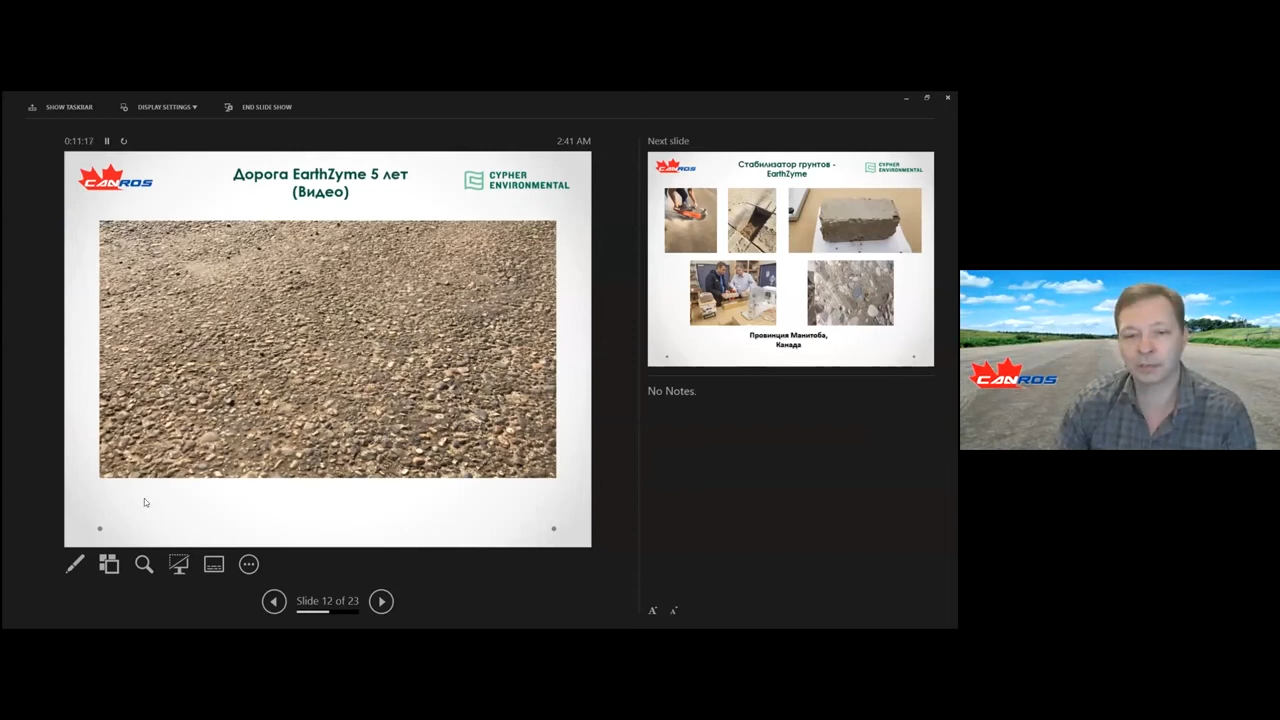 SHOW TASKBAR
DISPLAY SETTINGS ▼
END SLIDE SHOW
0:11:17
2:41 AM
Next slide
CANROS
Дорога EarthZyme 5 лет
(Видео)
CYPHER
ENVIRONMENTAL
CANROS
Стабилизатор грунтов -
EarthZyme
CYPHER
ENVIRONMENTAL
Провинция Манитоба,
Канада
No Notes.
CANROS
Slide 12 of 23
A
A